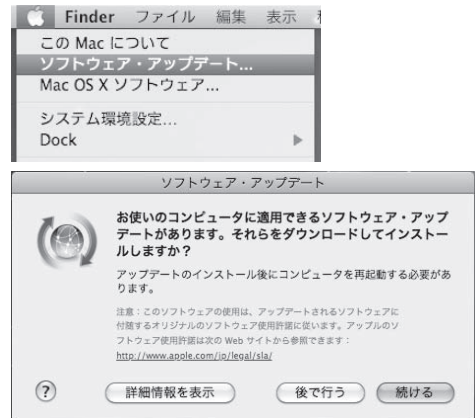 Finder ファイル 編集 表示
この Mac について
ソフトウェア・アップデート...
Mac OS X ソフトウェア...
システム環境設定...
Dock
ソフトウェア・アップデート
お使いのコンピュータに適用できるソフトウェア・アップ
デートがあります。それらをダウンロードしてインストー
ルしますか？
アップデートのインストール後にコンピュータを再起動する必要があ
ります。
注意：このソフトウェアの使用は、アップデートされるソフトウェアに
付随するオリジナルのソフトウェア使用許諾に従います。アップルのソ
フトウェア使用許諾は次の Web サイトから参照できます：
http://www.apple.com/jp/legal/sla/
? 詳細情報を表示 後で行う 続ける